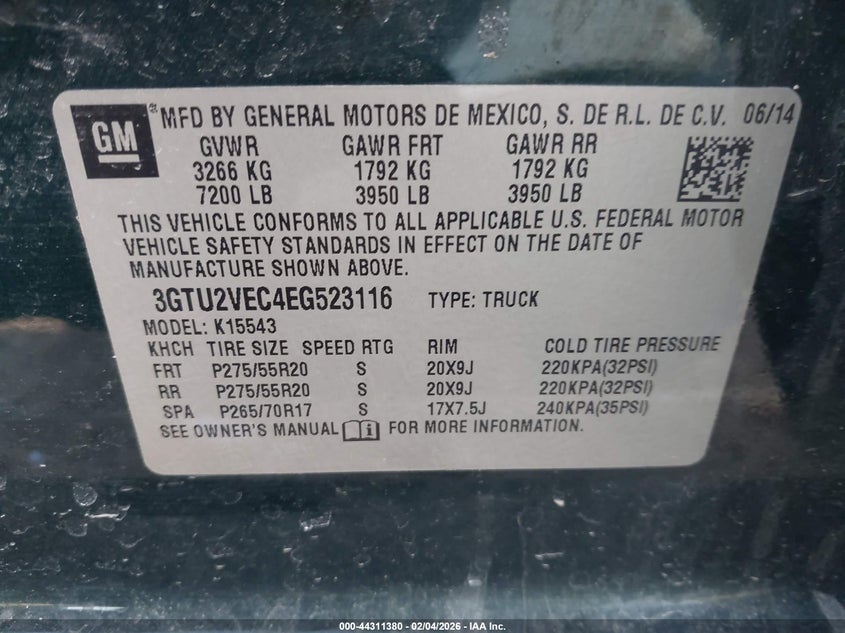 GM ® MFD BY GENERAL MOTORS DE MEXICO, S. DE R.L. DE C.V. 06/14
GVWR GAWR FRT GAWR RR
3266 KG 1792 KG 1792 KG
7200 LB 3950 LB 3950 LB
THIS VEHICLE CONFORMS TO ALL APPLICABLE U.S. FEDERAL MOTOR
VEHICLE SAFETY STANDARDS IN EFFECT ON THE DATE OF
MANUFACTURE SHOWN ABOVE.
3GTU2VEC4EG523116 TYPE: TRUCK
MODEL: K15543
KHCH TIRE SIZE SPEED RTG RIM COLD TIRE PRESSURE
FRT P275/55R20 S 20X9J 220KPA(32PSI)
RR P275/55R20 S 20X9J 220KPA(32PSI)
SPA P265/70R17 S 17X7.5J 240KPA(35PSI)
SEE OWNER'S MANUAL i FOR MORE INFORMATION.
000-44311380 - 02/04/2026 - IAA Inc.